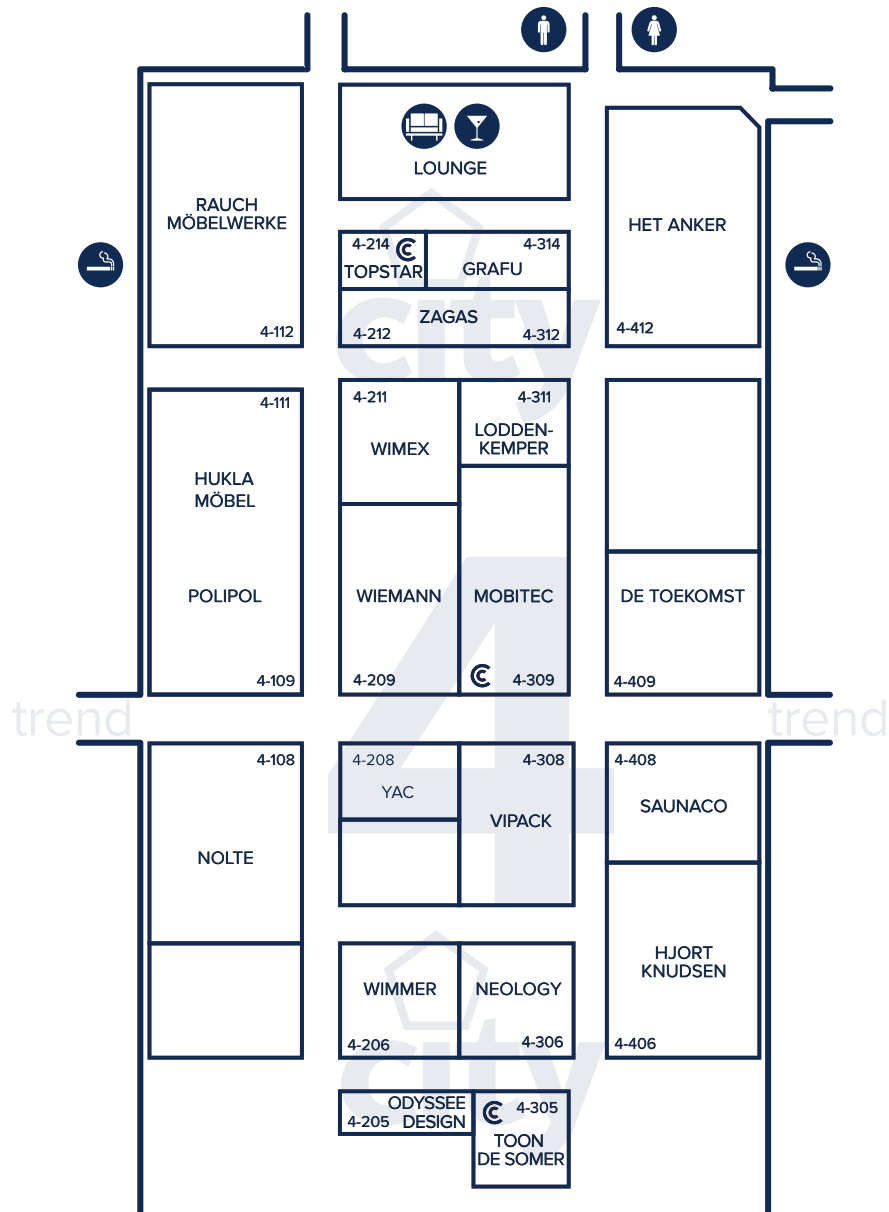 LOUNGE
RAUCH
MÖBELWERKE
4-112
4-214
TOPSTAR
4-314
GRAFU
ZAGAS
4-212
4-312
HET ANKER
4-412
city
4-111
HUKLA
MÖBEL
POLIPOL
4-109
4-211
WIMEX
4-311
LODDEN-
KEMPER
WIEMANN
4-209
MOBITEC
4-309
DE TOEKOMST
4-409
trend
trend
4
4-108
NOLTE
4-208
YAC
4-308
VIPACK
4-408
SAUNACO
HJORT
KNUDSEN
4-406
WIMMER
4-206
NEOLOGY
4-306
city
ODYSSEE
4-205 DESIGN
4-305
TOON
DE SOMER